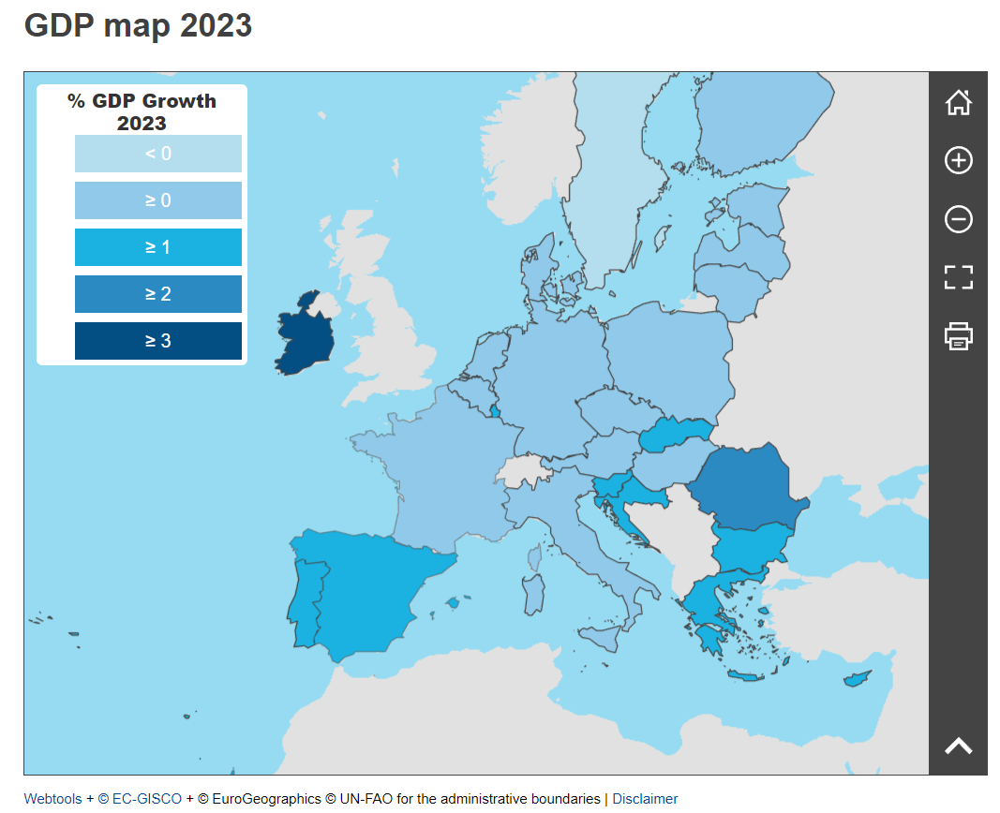 GDP map 2023
% GDP Growth
2023
< 0
≥ 0
≥ 1
≥ 2
≥ 3
Webtools + © EC-GISCO + © EuroGeographics © UN-FAO for the administrative boundaries | Disclaimer